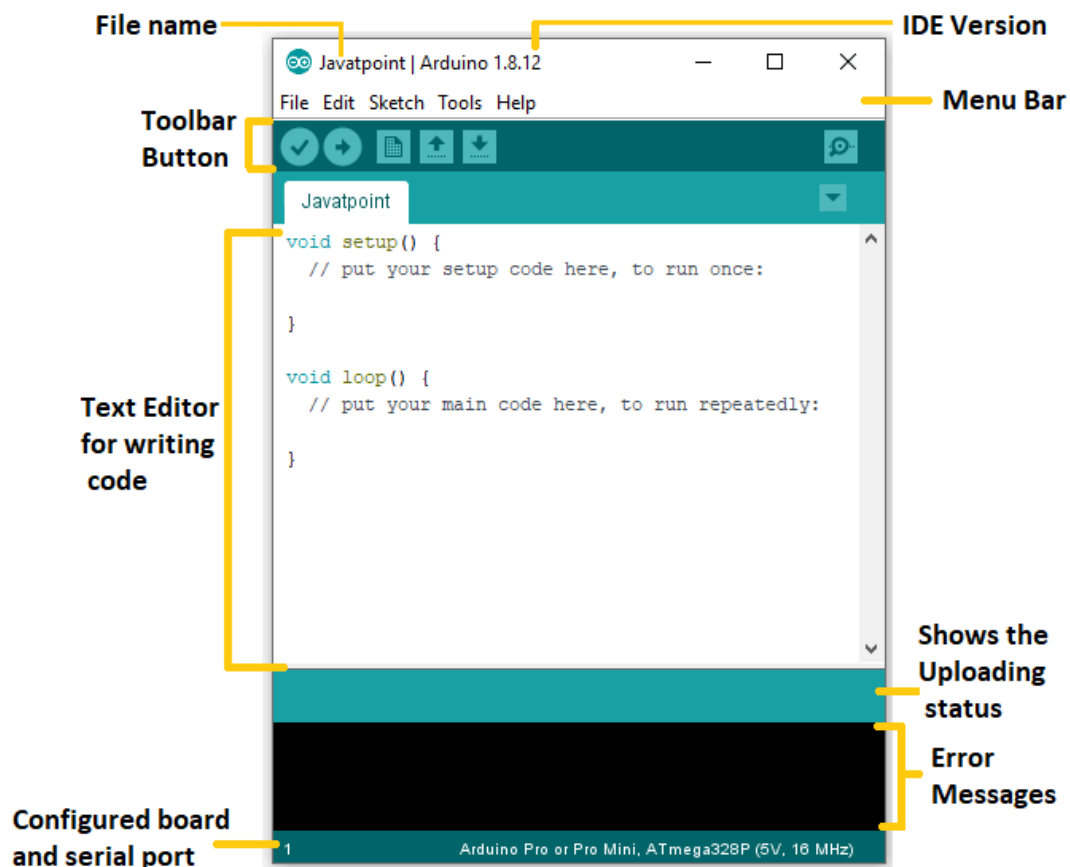 File name
IDE Version
Javatpoint | Arduino 1.8.12
File Edit Sketch Tools Help
Menu Bar
Toolbar
Button
Javatpoint
void setup() {
  // put your setup code here, to run once:
}
void loop() {
  // put your main code here, to run repeatedly:
}
Text Editor
for writing
code
Shows the
Uploading
status
Error
Messages
Configured board
and serial port
1
Arduino Pro or Pro Mini, ATmega328P (5V, 16 MHz)